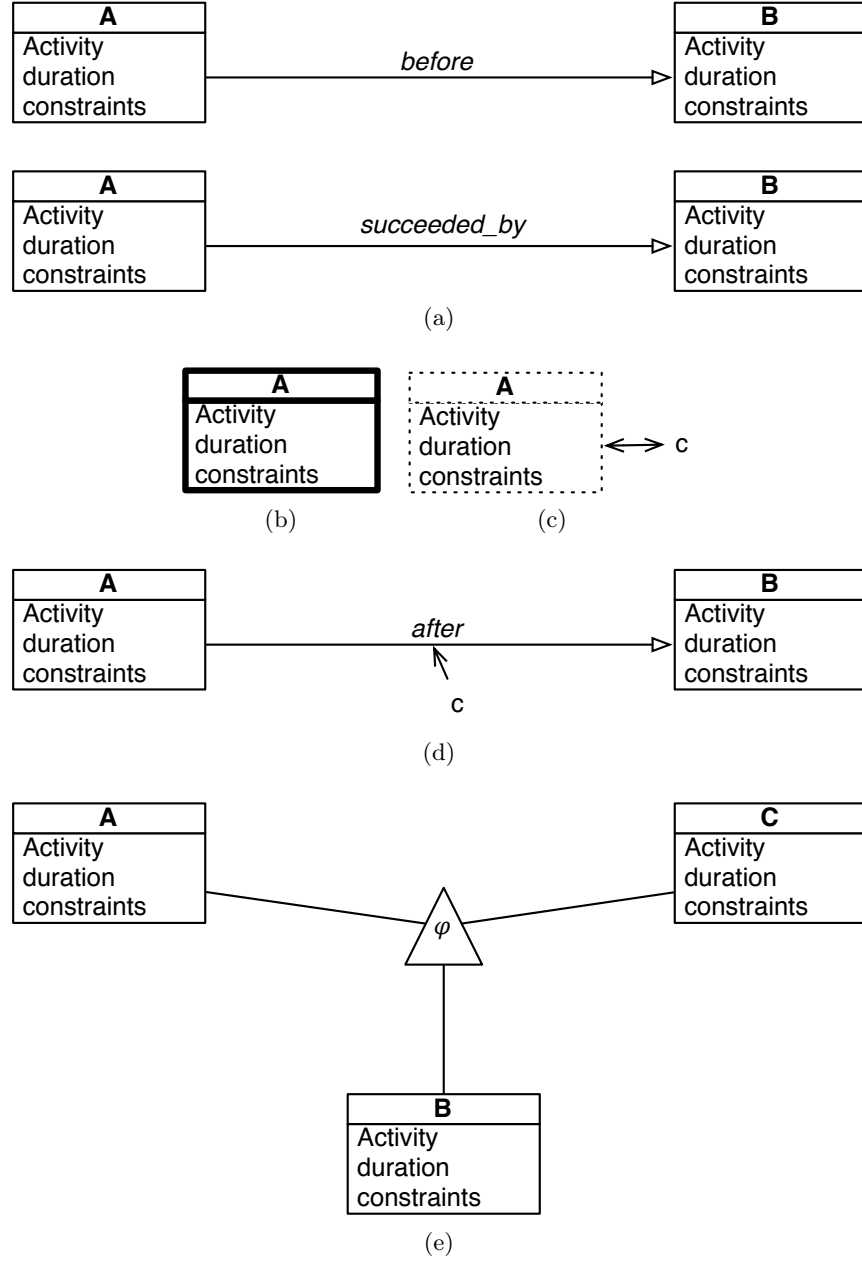 A B
Activity Activity
duration before duration
constraints constraints
A B
Activity Activity
duration succeeded_by duration
constraints constraints
(a)
A A
Activity Activity
duration duration c
constraints constraints
(b) (c)
A B
Activity Activity
duration after duration
constraints constraints
c
(d)
A C
Activity Activity
duration duration
constraints constraints
φ
B
Activity
duration
constraints
(e)